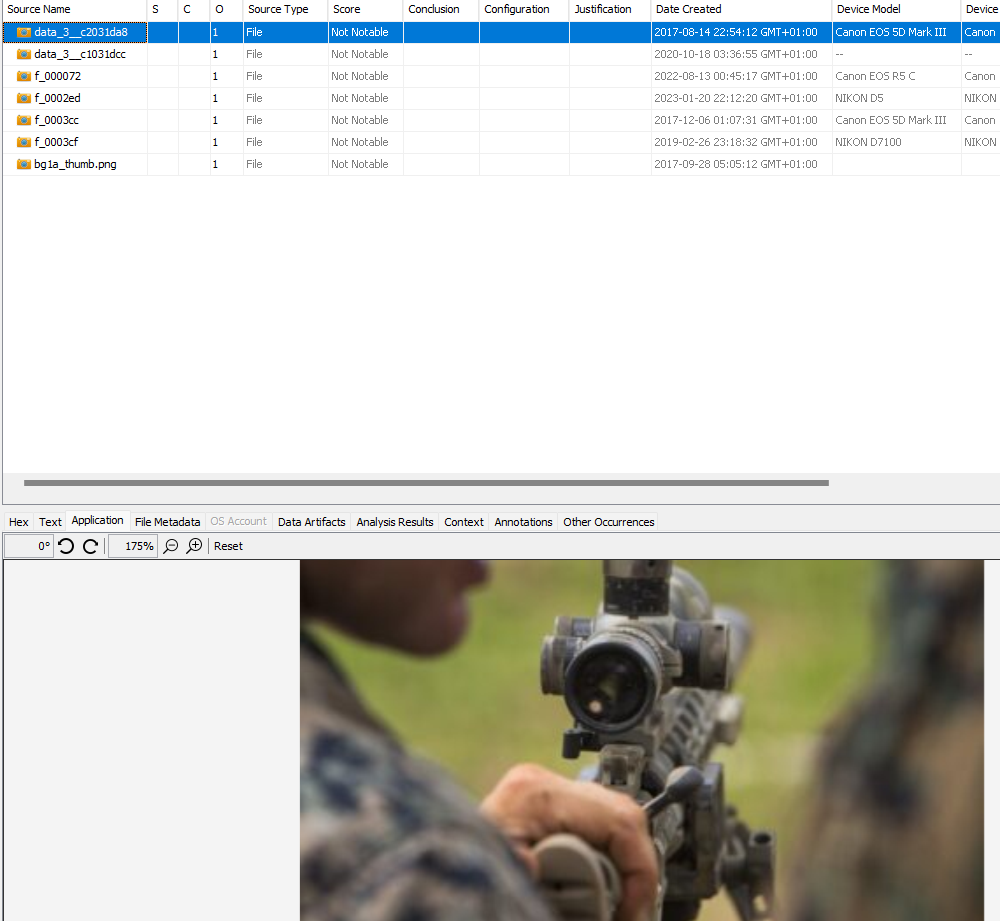 Source Name S C O Source Type Score Conclusion Configuration Justification Date Created Device Model Device
data_3__c2031da8 1 File Not Notable 2017-08-14 22:54:12 GMT+01:00 Canon EOS 5D Mark III Canon
data_3__c1031dcc 1 File Not Notable 2020-10-18 03:36:55 GMT+01:00 -- --
f_000072 1 File Not Notable 2022-08-13 00:45:17 GMT+01:00 Canon EOS R5 C Canon
f_0002ed 1 File Not Notable 2023-01-20 22:12:20 GMT+01:00 NIKON D5 NIKON
f_0003cc 1 File Not Notable 2017-12-06 01:07:31 GMT+01:00 Canon EOS 5D Mark III Canon
f_0003cf 1 File Not Notable 2019-02-26 23:18:32 GMT+01:00 NIKON D7100 NIKON
bg1a_thumb.png 1 File Not Notable 2017-09-28 05:05:12 GMT+01:00
Hex Text Application File Metadata OS Account Data Artifacts Analysis Results Context Annotations Other Occurrences
0° 175% Reset